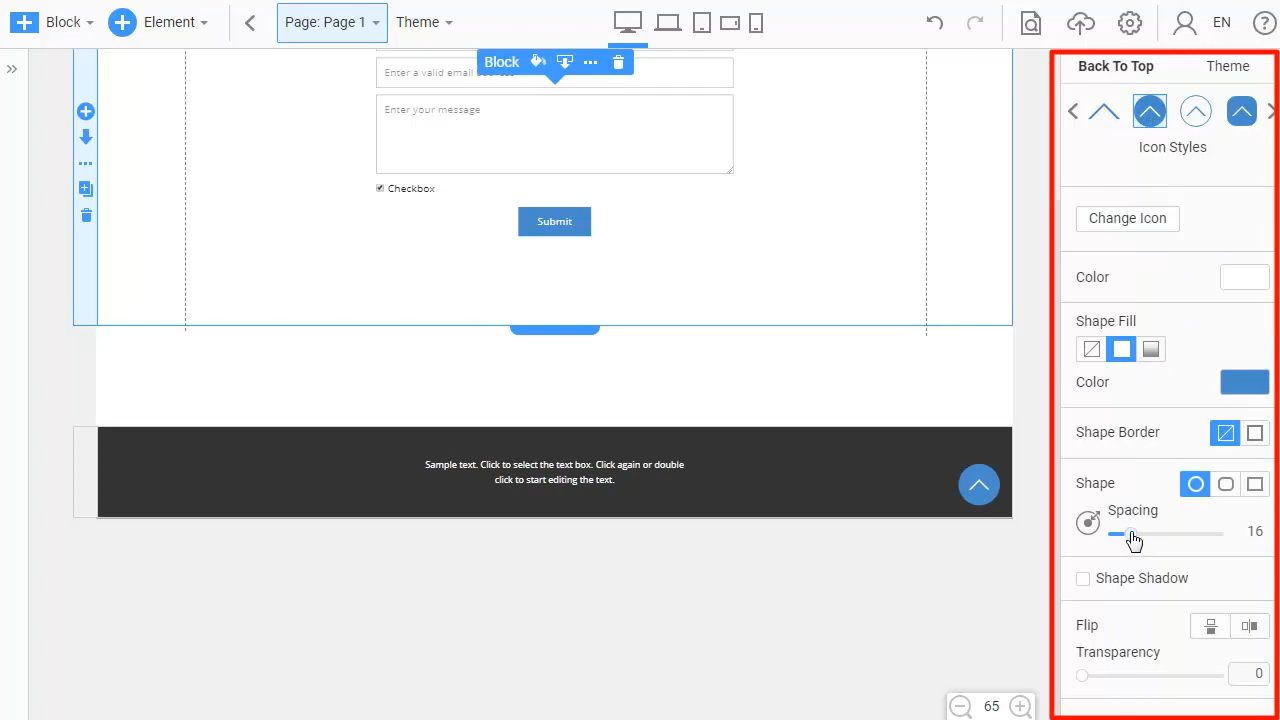 Block
Element
Page: Page 1
Theme
EN
Block
Enter a valid email address
Enter your message
Checkbox
Submit
Sample text. Click to select the text box. Click again or double
click to start editing the text.
65
Back To Top
Theme
Icon Styles
Change Icon
Color
Shape Fill
Color
Shape Border
Shape
Spacing
16
Shape Shadow
Flip
Transparency
0